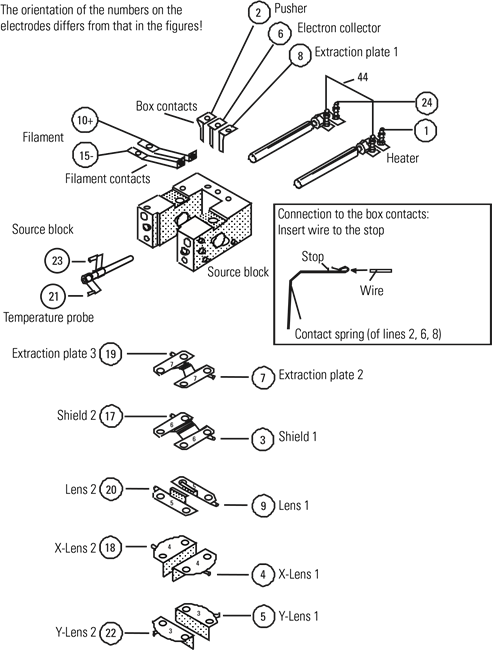 The orientation of the numbers on the
electrodes differs from that in the figures!
2 Pusher
6 Electron collector
8 Extraction plate 1
44
Box contacts
24
10+
Filament
15-
1
Heater
Filament contacts
Source block
23
21
Temperature probe
Source block
Connection to the box contacts:
Insert wire to the stop
Stop
Wire
Contact spring (of lines 2, 6, 8)
Extraction plate 3 19
7
7
7 Extraction plate 2
Shield 2 17
6
6
3 Shield 1
Lens 2 20
5
9 Lens 1
X-Lens 2 18
4
4
4 X-Lens 1
3
5 Y-Lens 1
Y-Lens 2 22
3